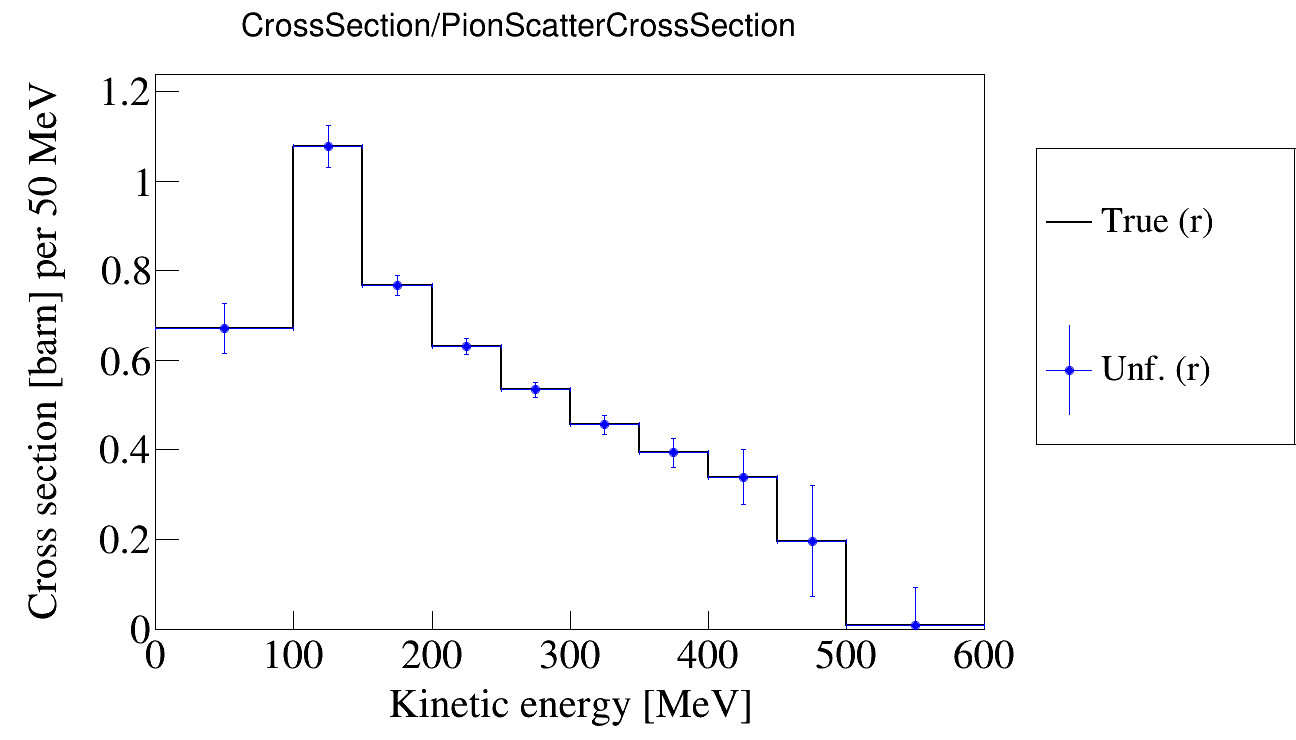 CrossSection/PionScatterCrossSection
Cross section [barn] per 50 MeV
1.2
1
0.8
0.6
0.4
0.2
0
0 100 200 300 400 500 600
Kinetic energy [MeV]
True (r)
Unf. (r)